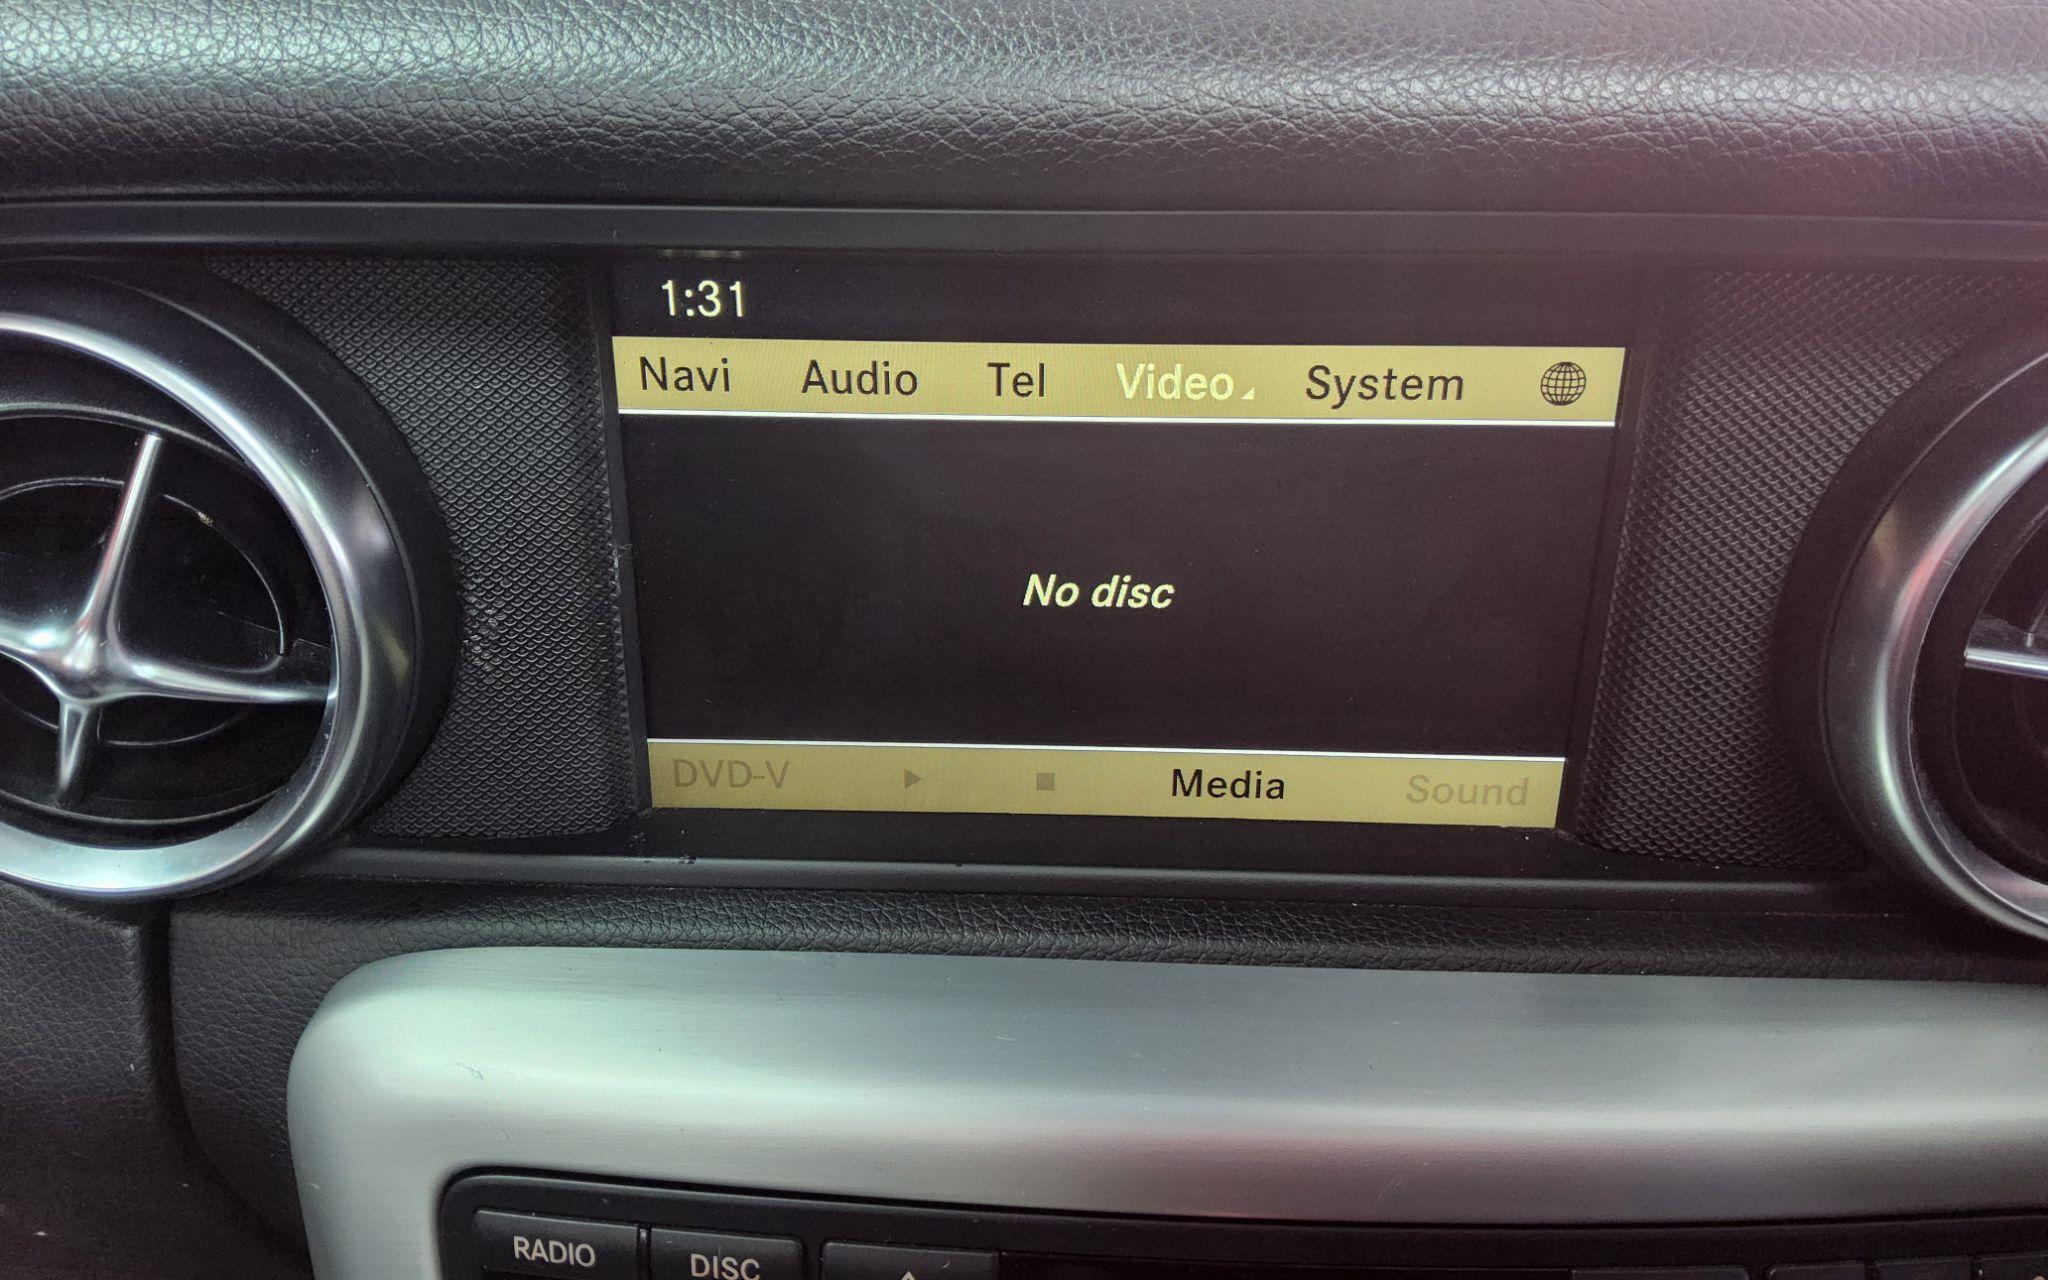 1:31
Navi Audio Tel Video System
No disc
DVD-V Media Sound
RADIO DISC